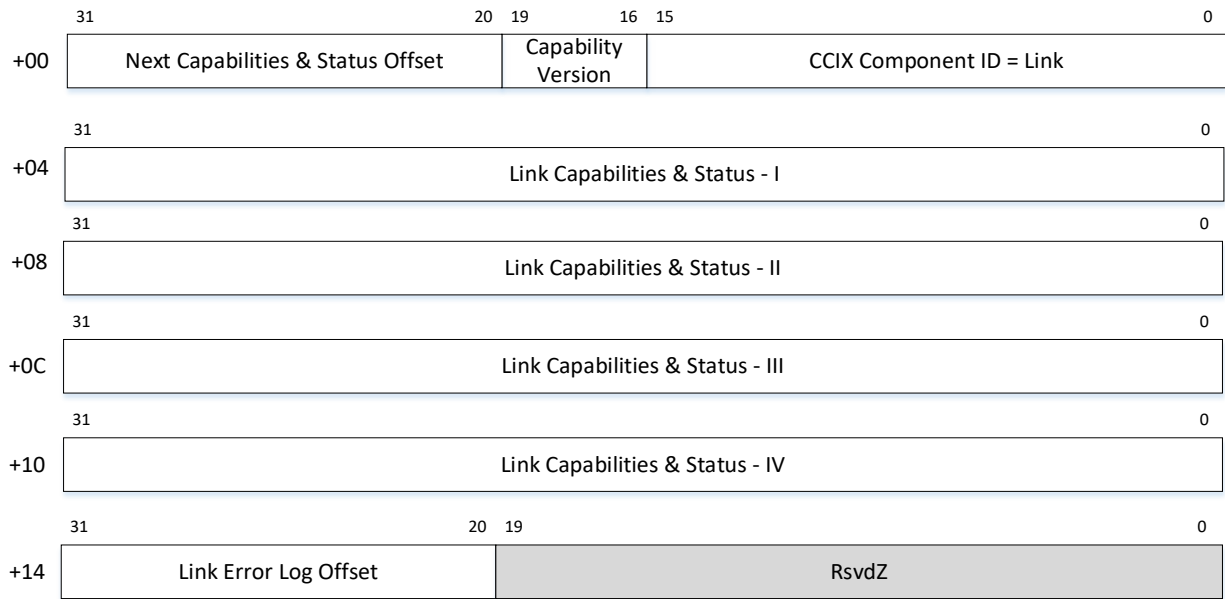 31 20 19 16 15 0
+00 Next Capabilities & Status Offset Capability Version CCIX Component ID = Link
31 0
+04 Link Capabilities & Status - I
31 0
+08 Link Capabilities & Status - II
31 0
+0C Link Capabilities & Status - III
31 0
+10 Link Capabilities & Status - IV
31 20 19 0
+14 Link Error Log Offset RsvdZ